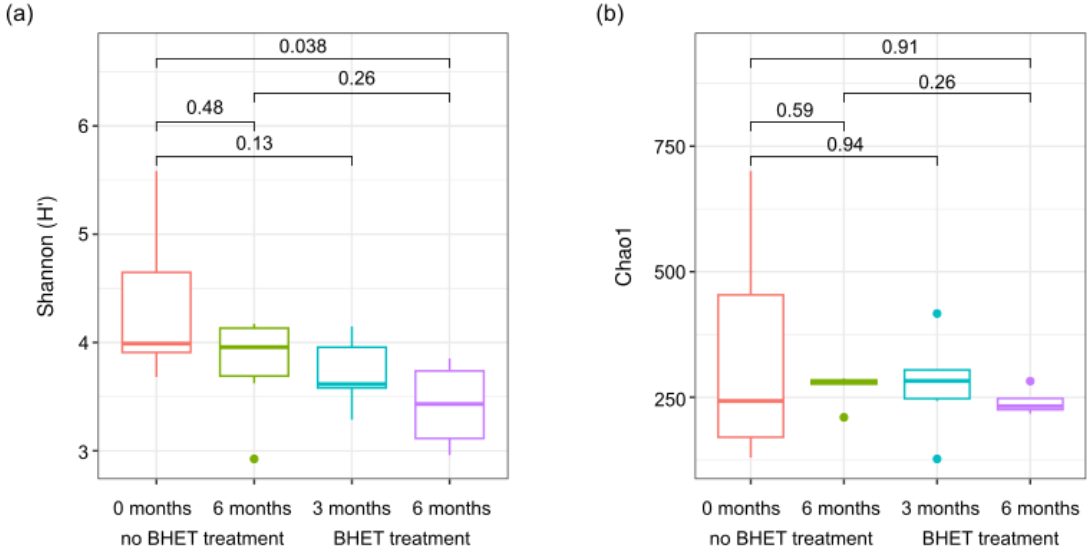 (a)
0.038
0.26
0.48
0.13
6
5
4
3
Shannon (H')
0 months 6 months 3 months 6 months
no BHET treatment BHET treatment
(b)
0.91
0.26
0.59
0.94
750
500
250
Chao1
0 months 6 months 3 months 6 months
no BHET treatment BHET treatment